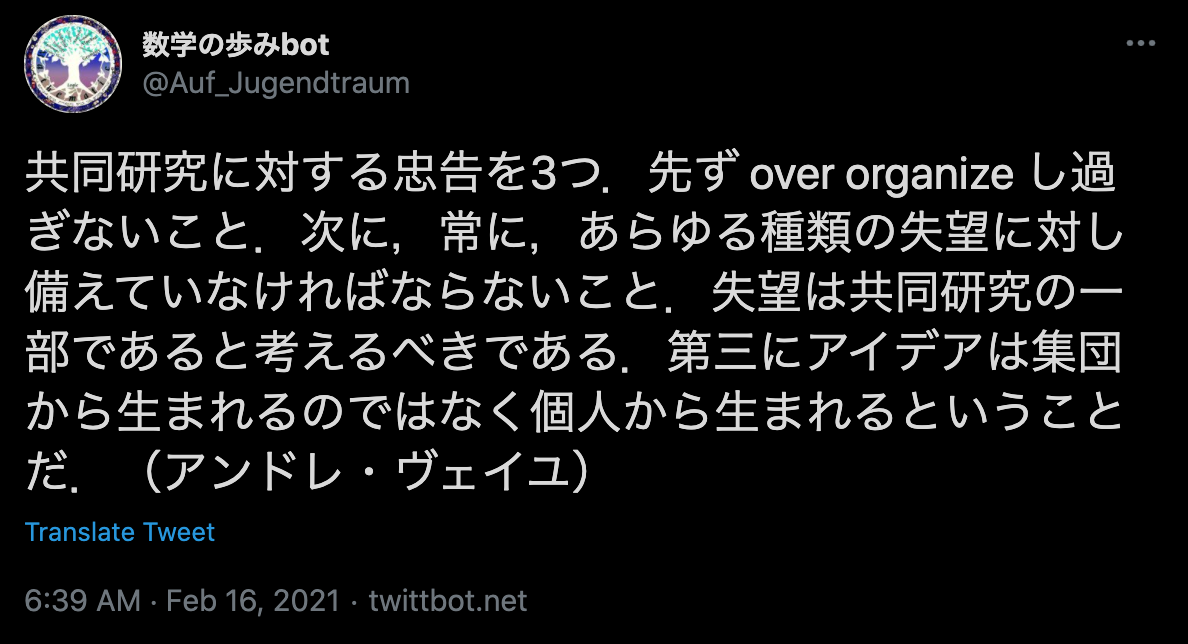 数学の歩みbot
@Auf_Jugendtraum
共同研究に対する忠告を3つ．先ず over organize し過
ぎないこと．次に，常に，あらゆる種類の失望に対し
備えていなければならないこと．失望は共同研究の一
部であると考えるべきである．第三にアイデアは集団
から生まれるのではなく個人から生まれるということ
だ．（アンドレ・ヴェイユ）
Translate Tweet
6:39 AM · Feb 16, 2021 · twittbot.net